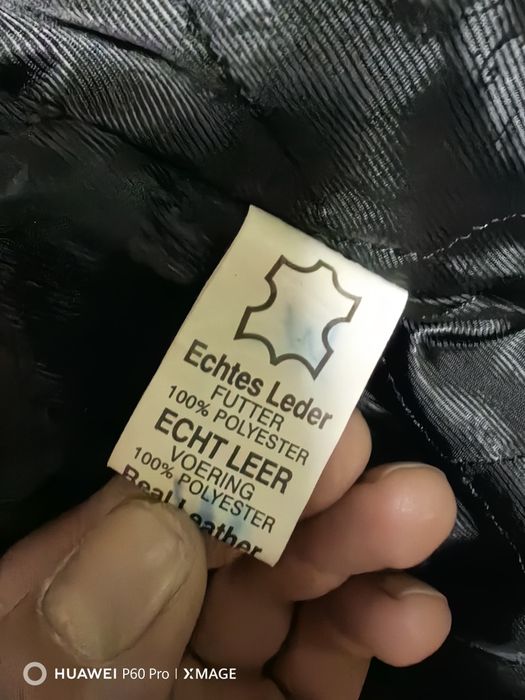 Echtes Leder
FUTTER
100% POLYESTER
ECHT LEER
VOERING
100% POLYESTER
Real Leather
HUAWEI P60 Pro | XMAGE